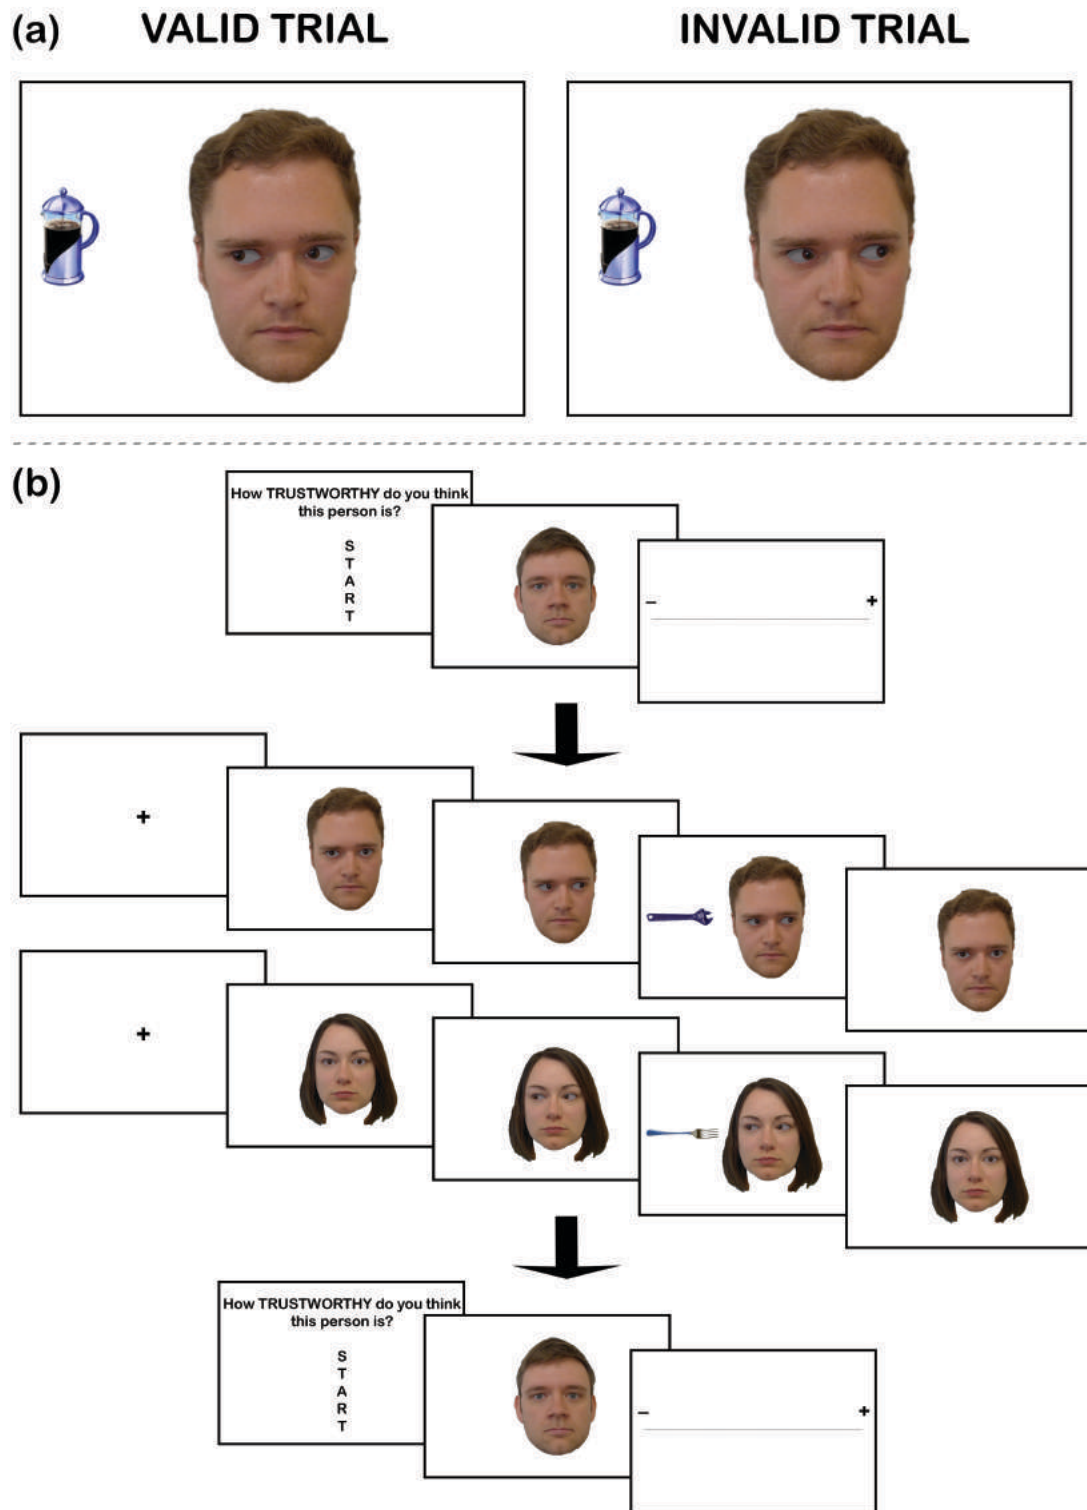 (a) VALID TRIAL INVALID TRIAL
(b)
How TRUSTWORTHY do you think
this person is?
S
T
A
R
T
– +
+
+
How TRUSTWORTHY do you think
this person is?
S
T
A
R
T
– +